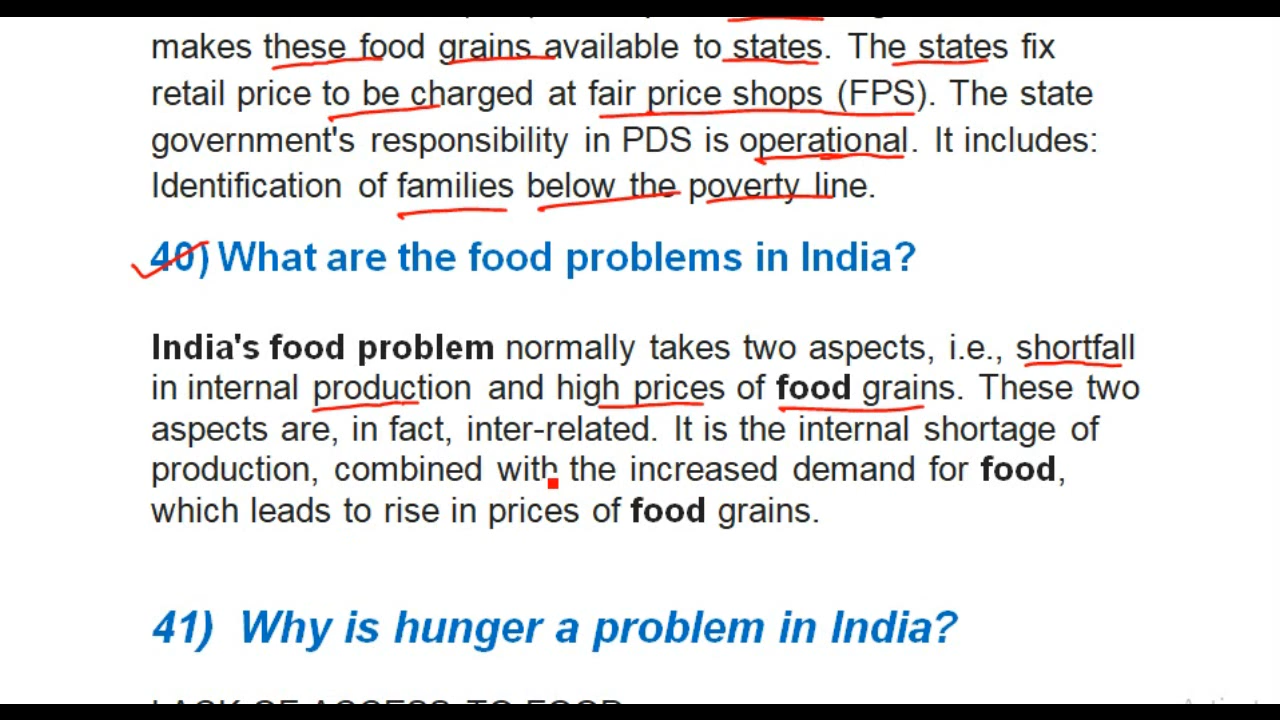 makes these food grains available to states. The states fix
retail price to be charged at fair price shops (FPS). The state
government's responsibility in PDS is operational. It includes:
Identification of families below the poverty line.
40) What are the food problems in India?
India's food problem normally takes two aspects, i.e., shortfall
in internal production and high prices of food grains. These two
aspects are, in fact, inter-related. It is the internal shortage of
production, combined with the increased demand for food,
which leads to rise in prices of food grains.
41) Why is hunger a problem in India?
LACK OF ACCESS TO FOOD